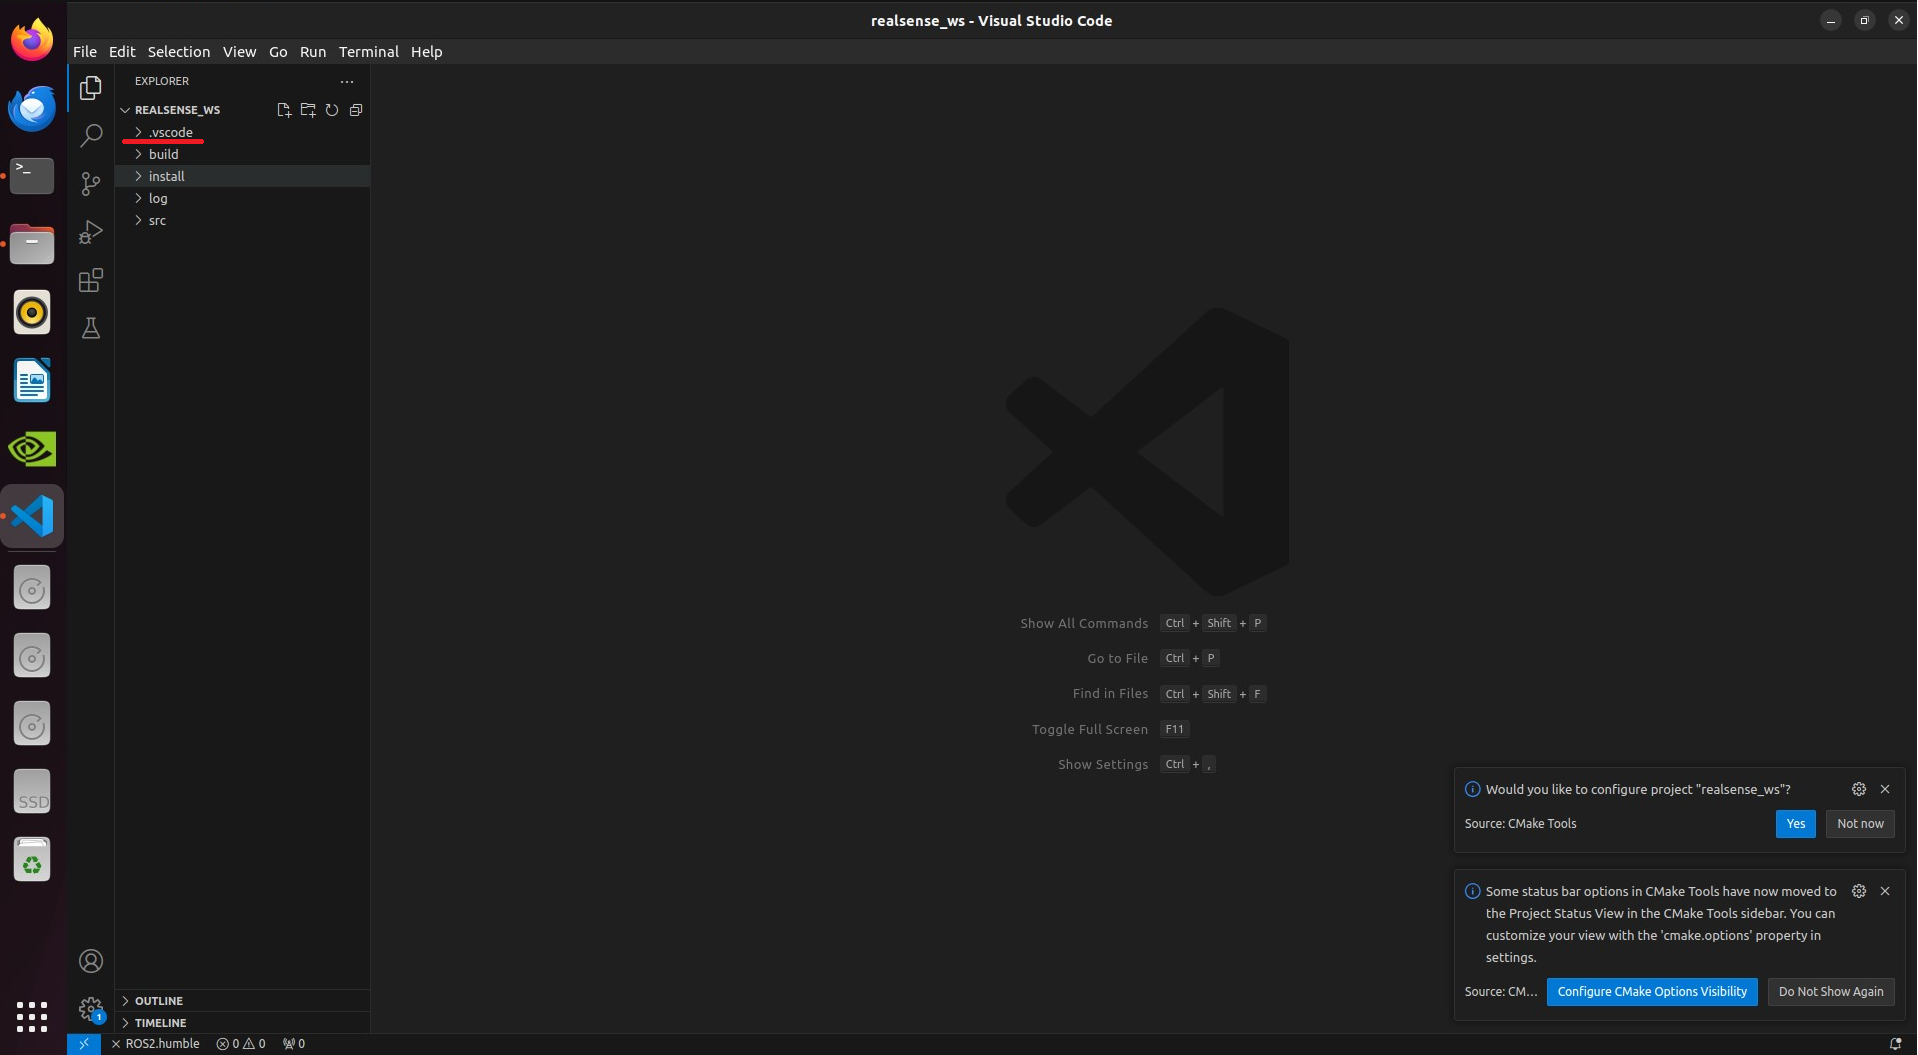 realsense_ws - Visual Studio Code
File Edit Selection View Go Run Terminal Help
EXPLORER
REALSENSE_WS
.vscode
build
install
log
src
Show All Commands Ctrl + Shift + P
Go to File Ctrl + P
Find in Files Ctrl + Shift + F
Toggle Full Screen F11
Show Settings Ctrl + ,
Would you like to configure project "realsense_ws"?
Source: CMake Tools Yes Not now
Some status bar options in CMake Tools have now moved to
the Project Status View in the CMake Tools sidebar. You can
customize your view with the 'cmake.options' property in
settings.
Source: CM... Configure CMake Options Visibility Do Not Show Again
SSD
1
OUTLINE
TIMELINE
ROS2.humble 0 0 0